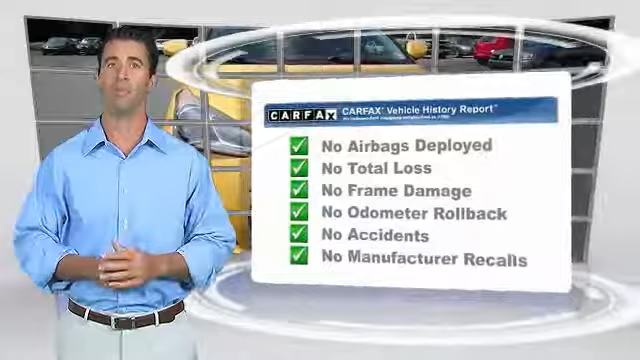 CARFAX CARFAX Vehicle History Report™
No Airbags Deployed
No Total Loss
No Frame Damage
No Odometer Rollback
No Accidents
No Manufacturer Recalls